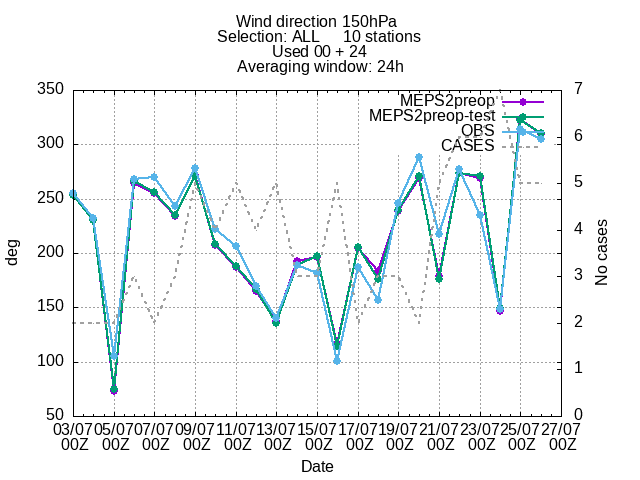 Wind direction 150hPa
Selection: ALL 10 stations
Used 00 + 24
Averaging window: 24h
350
300
250
200
150
100
50
7
6
5
4
3
2
1
0
deg
No cases
MEPS2preop
MEPS2preop-test
OBS
CASES
03/07 05/07 07/07 09/07 11/07 13/07 15/07 17/07 19/07 21/07 23/07 25/07 27/07
00Z 00Z 00Z 00Z 00Z 00Z 00Z 00Z 00Z 00Z 00Z 00Z 00Z
Date